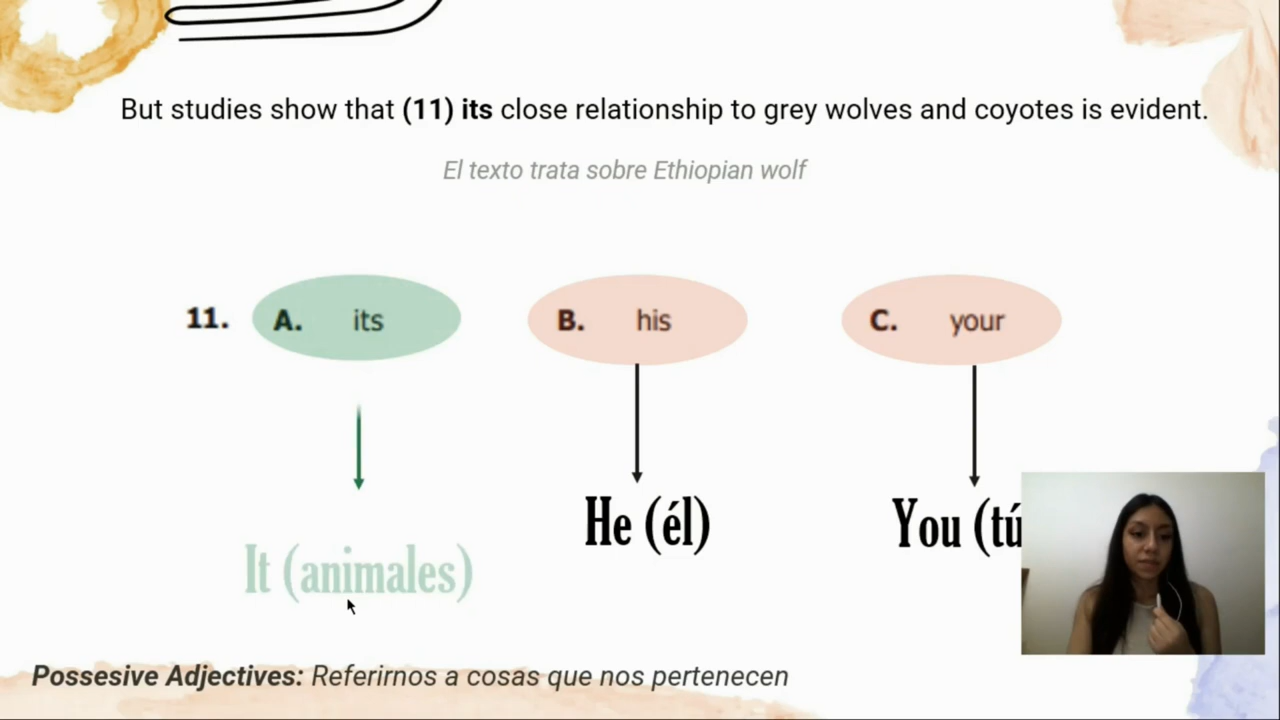 But studies show that (11) its close relationship to grey wolves and coyotes is evident.
El texto trata sobre Ethiopian wolf
11. A. its B. his C. your
It (animales) He (él) You (tú
Possesive Adjectives: Referirnos a cosas que nos pertenecen